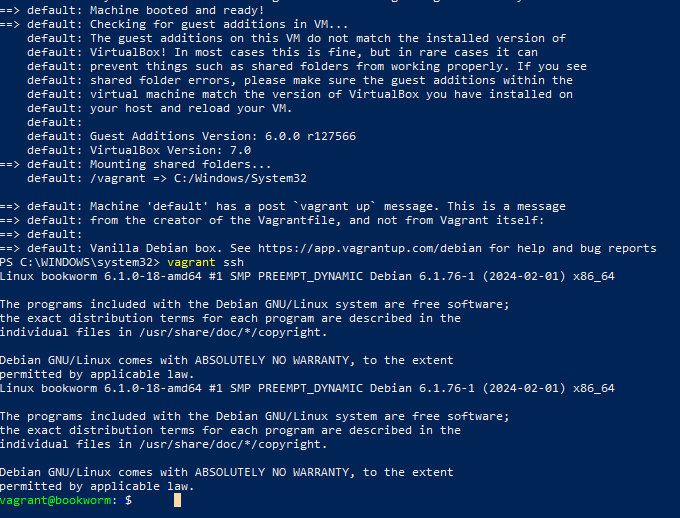 ==> default: Machine booted and ready!
==> default: Checking for guest additions in VM...
    default: The guest additions on this VM do not match the installed version of
    default: VirtualBox! In most cases this is fine, but in rare cases it can
    default: prevent things such as shared folders from working properly. If you see
    default: shared folder errors, please make sure the guest additions within the
    default: virtual machine match the version of VirtualBox you have installed on
    default: your host and reload your VM.
    default:
    default: Guest Additions Version: 6.0.0 r127566
    default: VirtualBox Version: 7.0
==> default: Mounting shared folders...
    default: /vagrant => C:/Windows/System32

==> default: Machine 'default' has a post `vagrant up` message. This is a message
==> default: from the creator of the Vagrantfile, and not from Vagrant itself:
==> default:
==> default: Vanilla Debian box. See https://app.vagrantup.com/debian for help and bug reports
PS C:\WINDOWS\system32> vagrant ssh
Linux bookworm 6.1.0-18-amd64 #1 SMP PREEMPT_DYNAMIC Debian 6.1.76-1 (2024-02-01) x86_64

The programs included with the Debian GNU/Linux system are free software;
the exact distribution terms for each program are described in the
individual files in /usr/share/doc/*/copyright.

Debian GNU/Linux comes with ABSOLUTELY NO WARRANTY, to the extent
permitted by applicable law.
Linux bookworm 6.1.0-18-amd64 #1 SMP PREEMPT_DYNAMIC Debian 6.1.76-1 (2024-02-01) x86_64

The programs included with the Debian GNU/Linux system are free software;
the exact distribution terms for each program are described in the
individual files in /usr/share/doc/*/copyright.

Debian GNU/Linux comes with ABSOLUTELY NO WARRANTY, to the extent
permitted by applicable law.
vagrant@bookworm: $